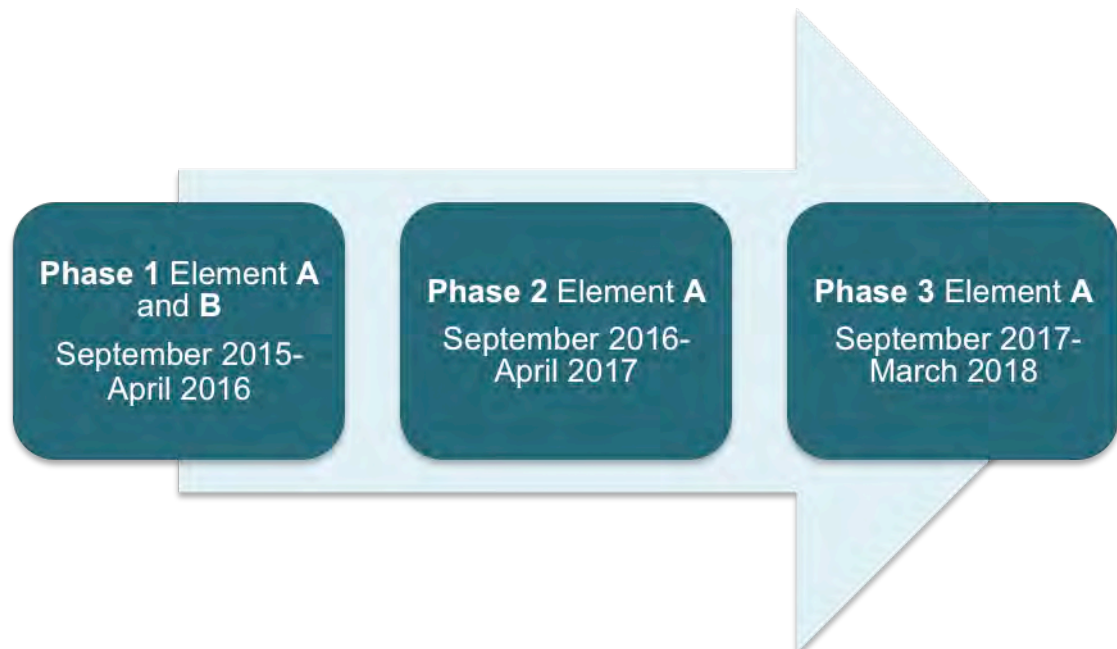 Phase 1 Element A
and B
September 2015-
April 2016
Phase 2 Element A
September 2016-
April 2017
Phase 3 Element A
September 2017-
March 2018